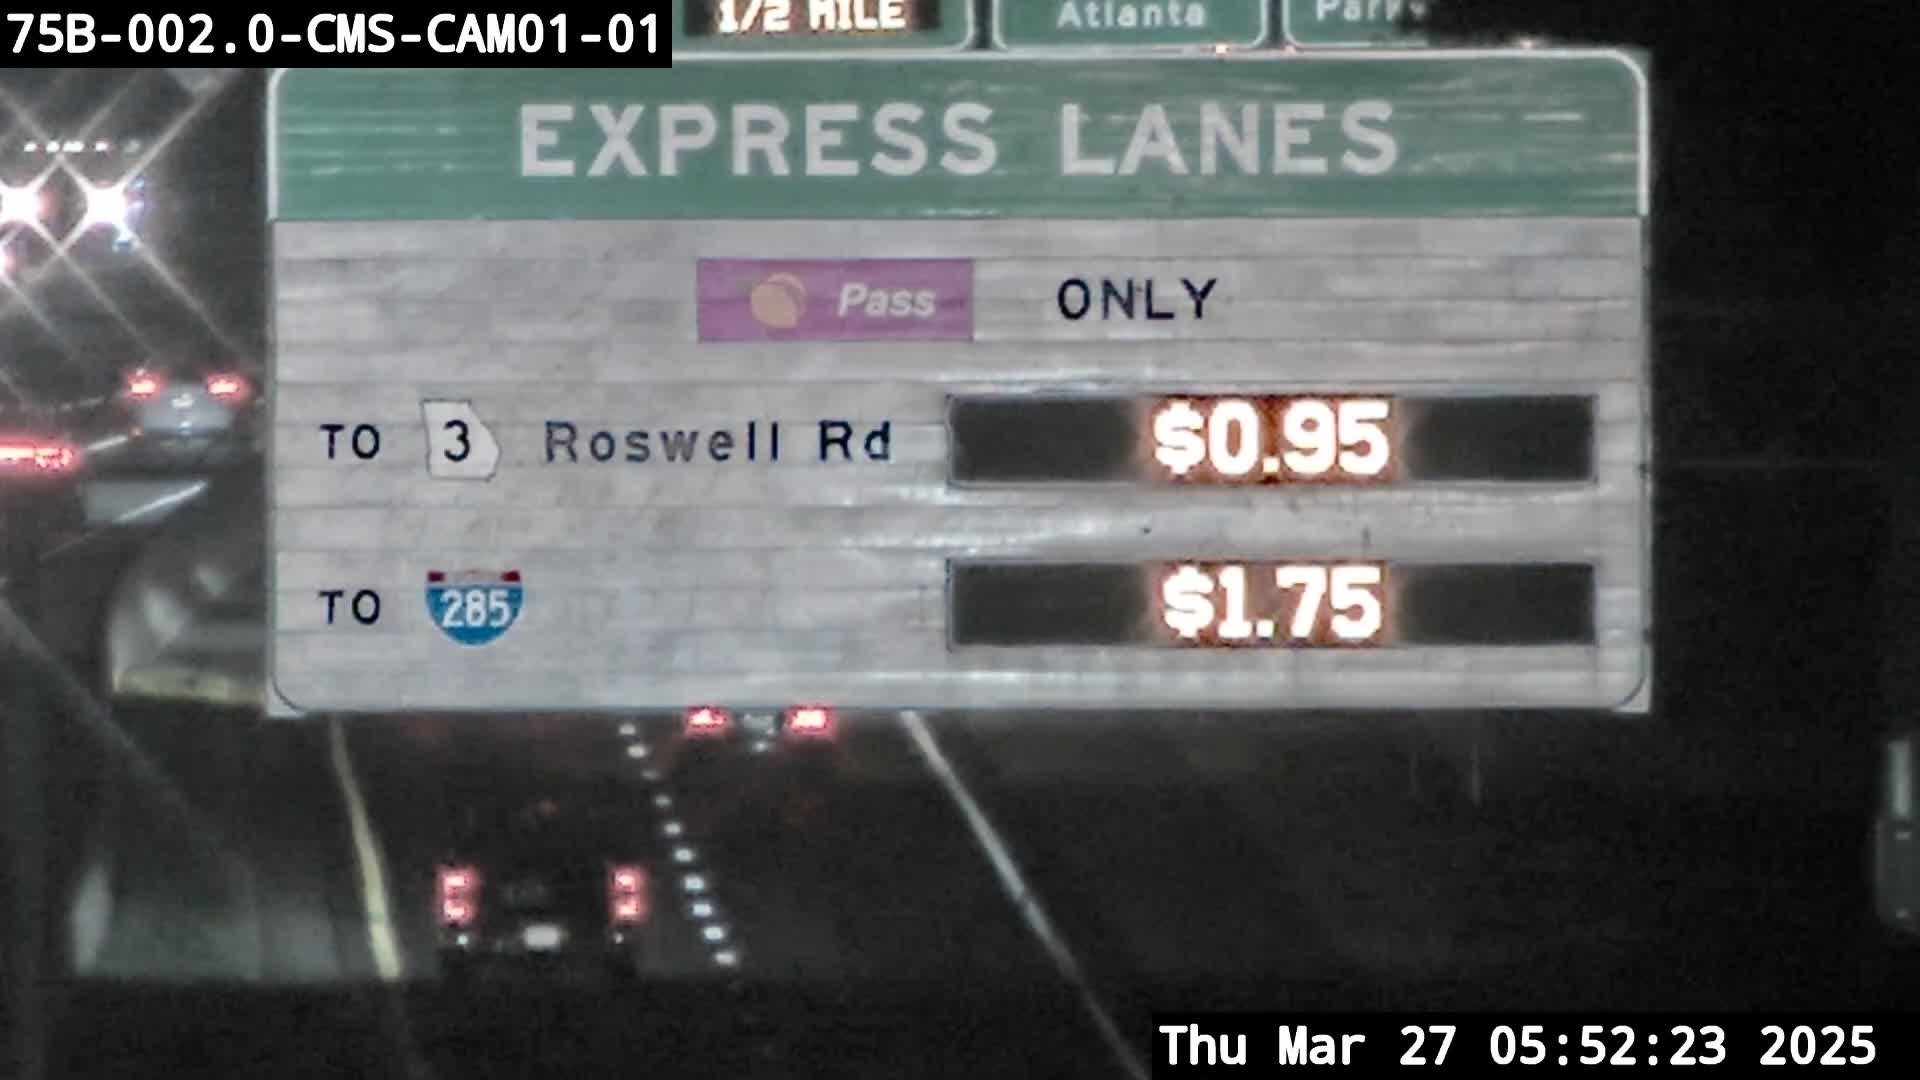 75B-002.0-CMS-CAM01-01
1/2 MILE
Atlanta
EXPRESS LANES
Pass ONLY
TO 3 Roswell Rd $0.95
TO 285 $1.75
Thu Mar 27 05:52:23 2025